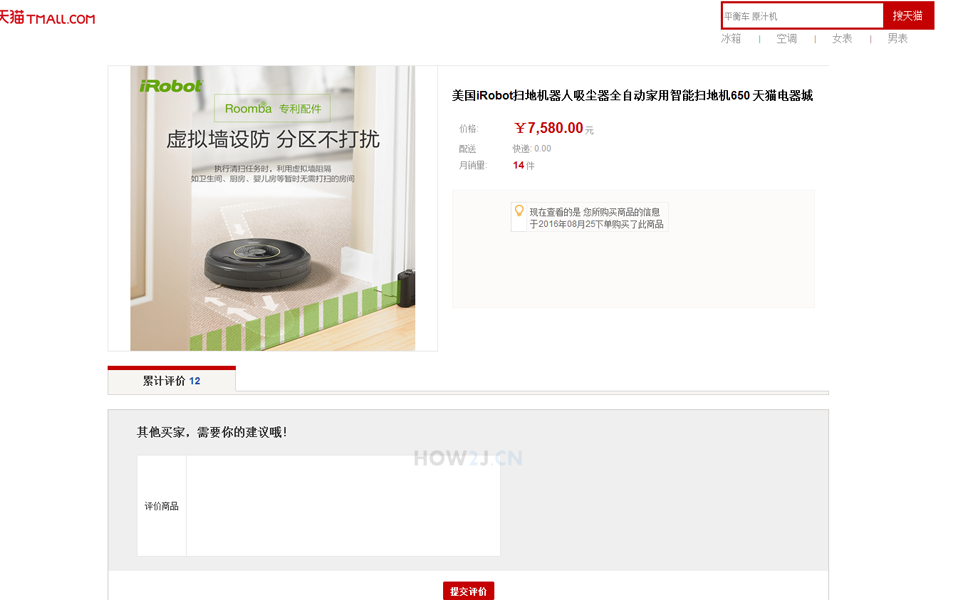 天猫 TMALL.COM
平衡车 原汁机
搜天猫
冰箱 | 空调 | 女表 | 男表
iRobot
Roomba 专利配件
虚拟墙设防 分区不打扰
执行清扫任务时，利用虚拟墙阻隔
如卫生间、厨房、婴儿房等暂时无需打扫的房间
美国iRobot扫地机器人吸尘器全自动家用智能扫地机650 天猫电器城
价格: ￥7,580.00 元
配送 快递: 0.00
月销量: 14 件
现在查看的是 您所购买商品的信息
于2016年08月25下单购买了此商品
累计评价 12
其他买家，需要你的建议哦！
HOW2J.CN
评价商品
提交评价